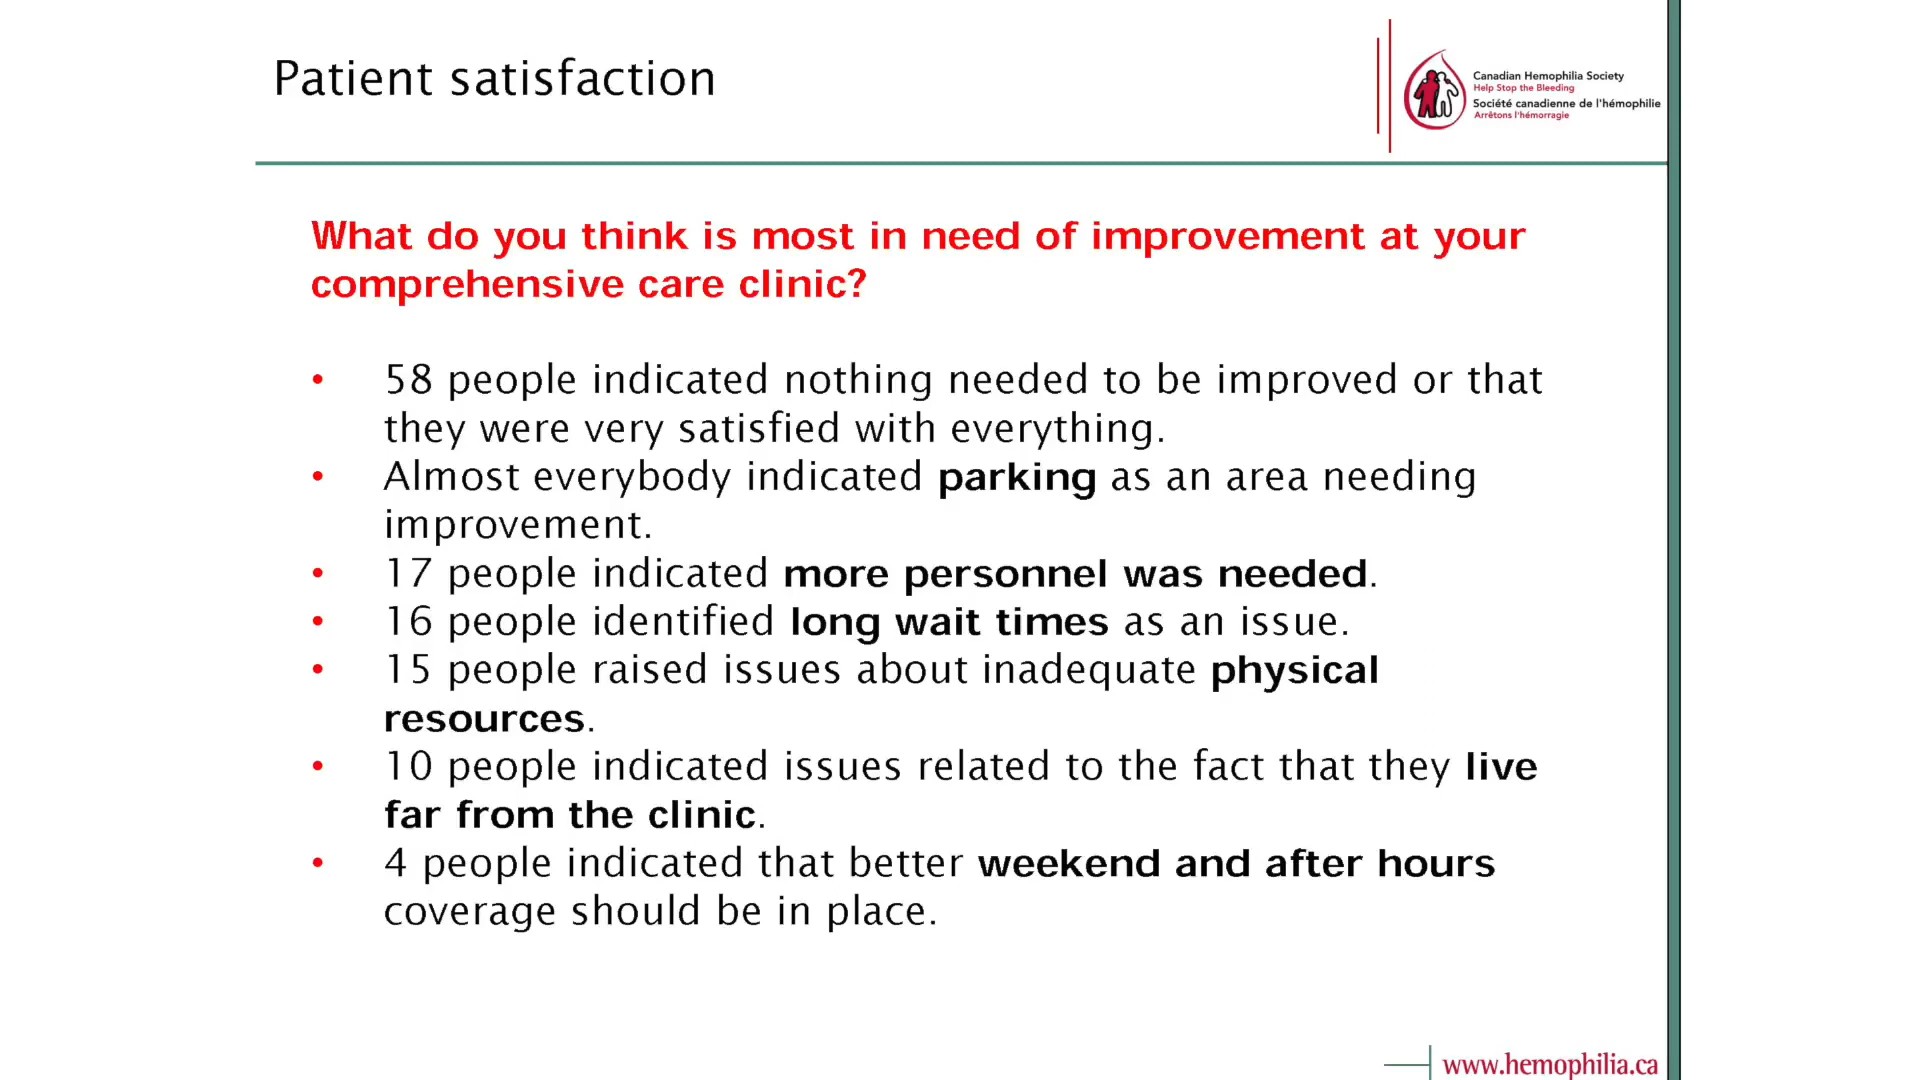 Patient satisfaction
Canadian Hemophilia Society
Help Stop the Bleeding
Société canadienne de l'hémophilie
Arrêtons l'hémorragie
What do you think is most in need of improvement at your
comprehensive care clinic?
• 58 people indicated nothing needed to be improved or that
they were very satisfied with everything.
• Almost everybody indicated parking as an area needing
improvement.
• 17 people indicated more personnel was needed.
• 16 people identified long wait times as an issue.
• 15 people raised issues about inadequate physical
resources.
• 10 people indicated issues related to the fact that they live
far from the clinic.
• 4 people indicated that better weekend and after hours
coverage should be in place.
www.hemophilia.ca